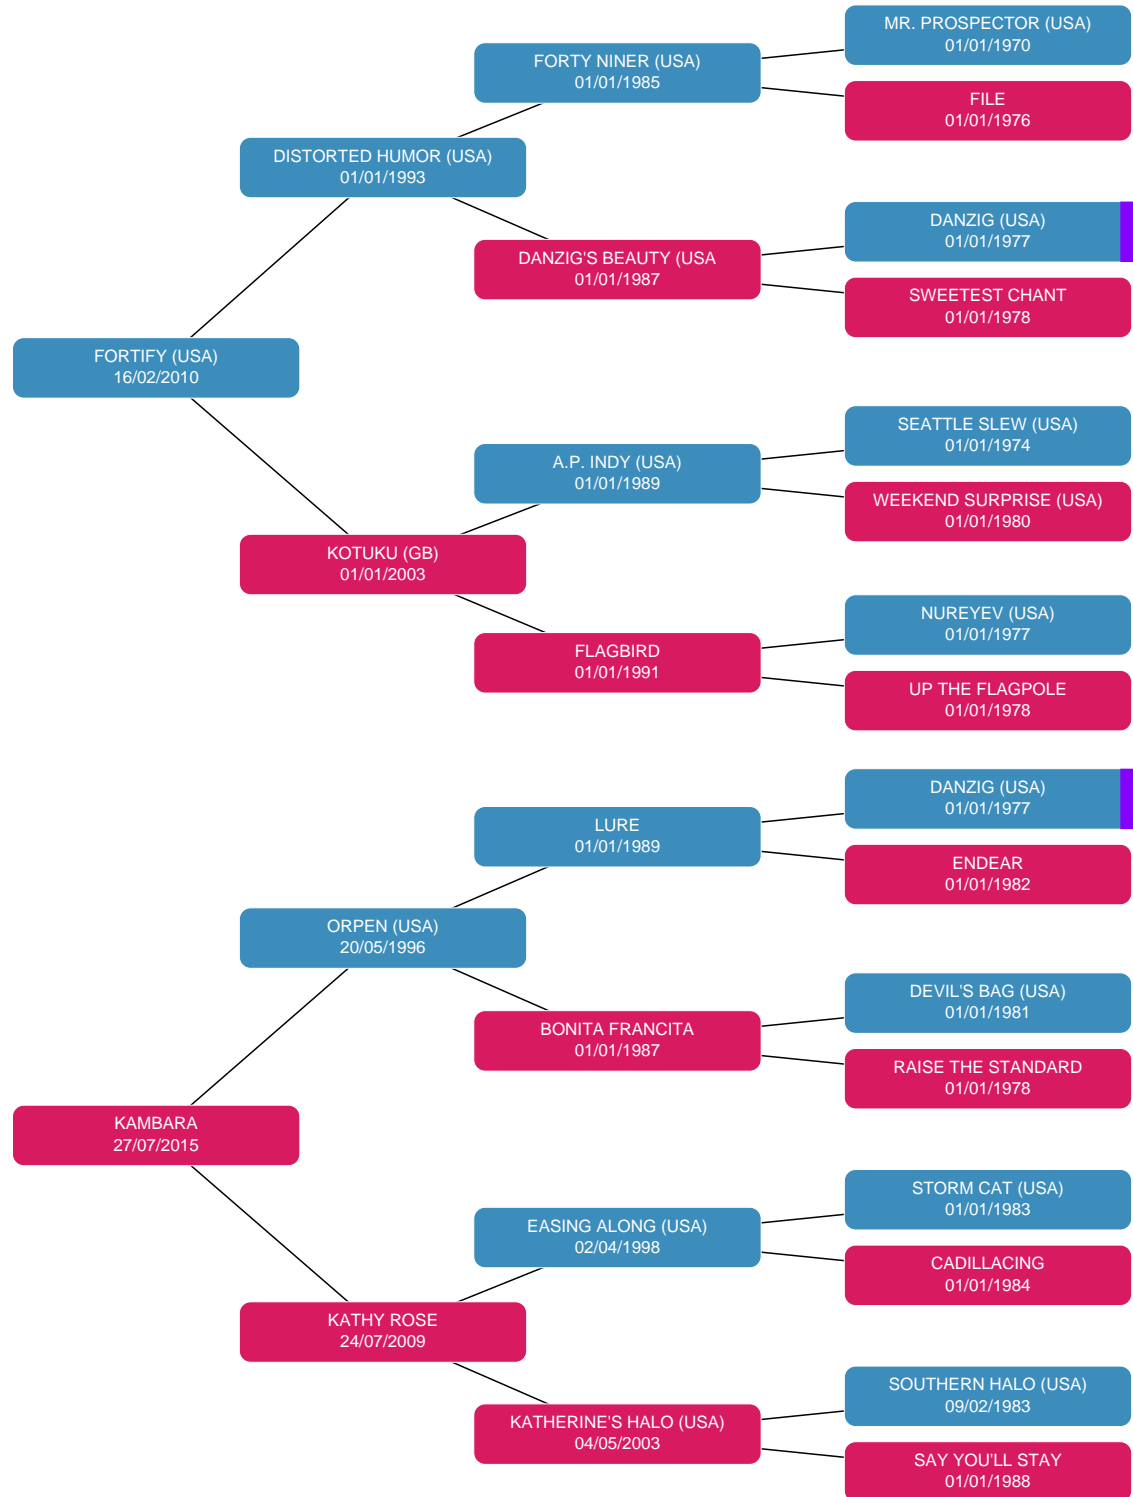 MR. PROSPECTOR (USA)
01/01/1970
FORTY NINER (USA)
01/01/1985
FILE
01/01/1976
DISTORTED HUMOR (USA)
01/01/1993
DANZIG (USA)
01/01/1977
DANZIG'S BEAUTY (USA
01/01/1987
SWEETEST CHANT
01/01/1978
FORTIFY (USA)
16/02/2010
SEATTLE SLEW (USA)
01/01/1974
A.P. INDY (USA)
01/01/1989
WEEKEND SURPRISE (USA)
01/01/1980
KOTUKU (GB)
01/01/2003
NUREYEV (USA)
01/01/1977
FLAGBIRD
01/01/1991
UP THE FLAGPOLE
01/01/1978
DANZIG (USA)
01/01/1977
LURE
01/01/1989
ENDEAR
01/01/1982
ORPEN (USA)
20/05/1996
DEVIL'S BAG (USA)
01/01/1981
BONITA FRANCITA
01/01/1987
RAISE THE STANDARD
01/01/1978
KAMBARA
27/07/2015
STORM CAT (USA)
01/01/1983
EASING ALONG (USA)
02/04/1998
CADILLACING
01/01/1984
KATHY ROSE
24/07/2009
SOUTHERN HALO (USA)
09/02/1983
KATHERINE'S HALO (USA)
04/05/2003
SAY YOU'LL STAY
01/01/1988